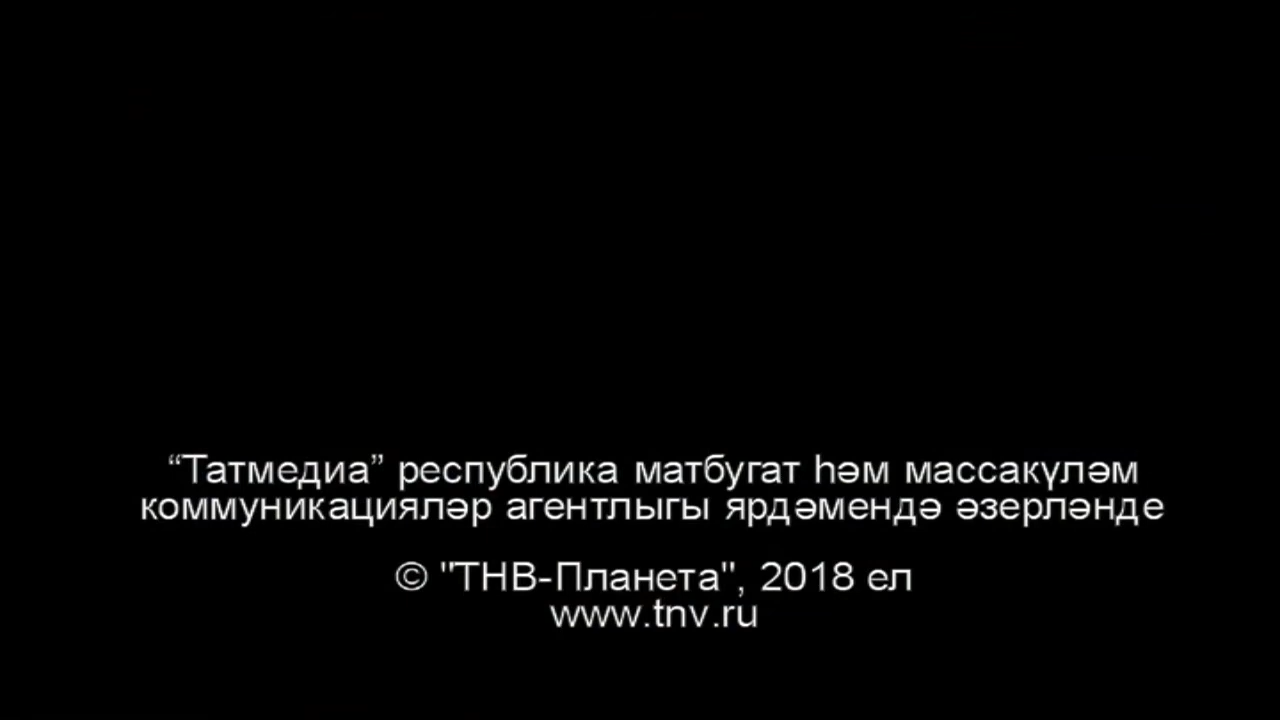 “Татмедиа” республика матбугат һәм массакүләм
коммуникацияләр агентлыгы ярдәмендә әзерләнде
© "ТНВ-Планета", 2018 ел
www.tnv.ru